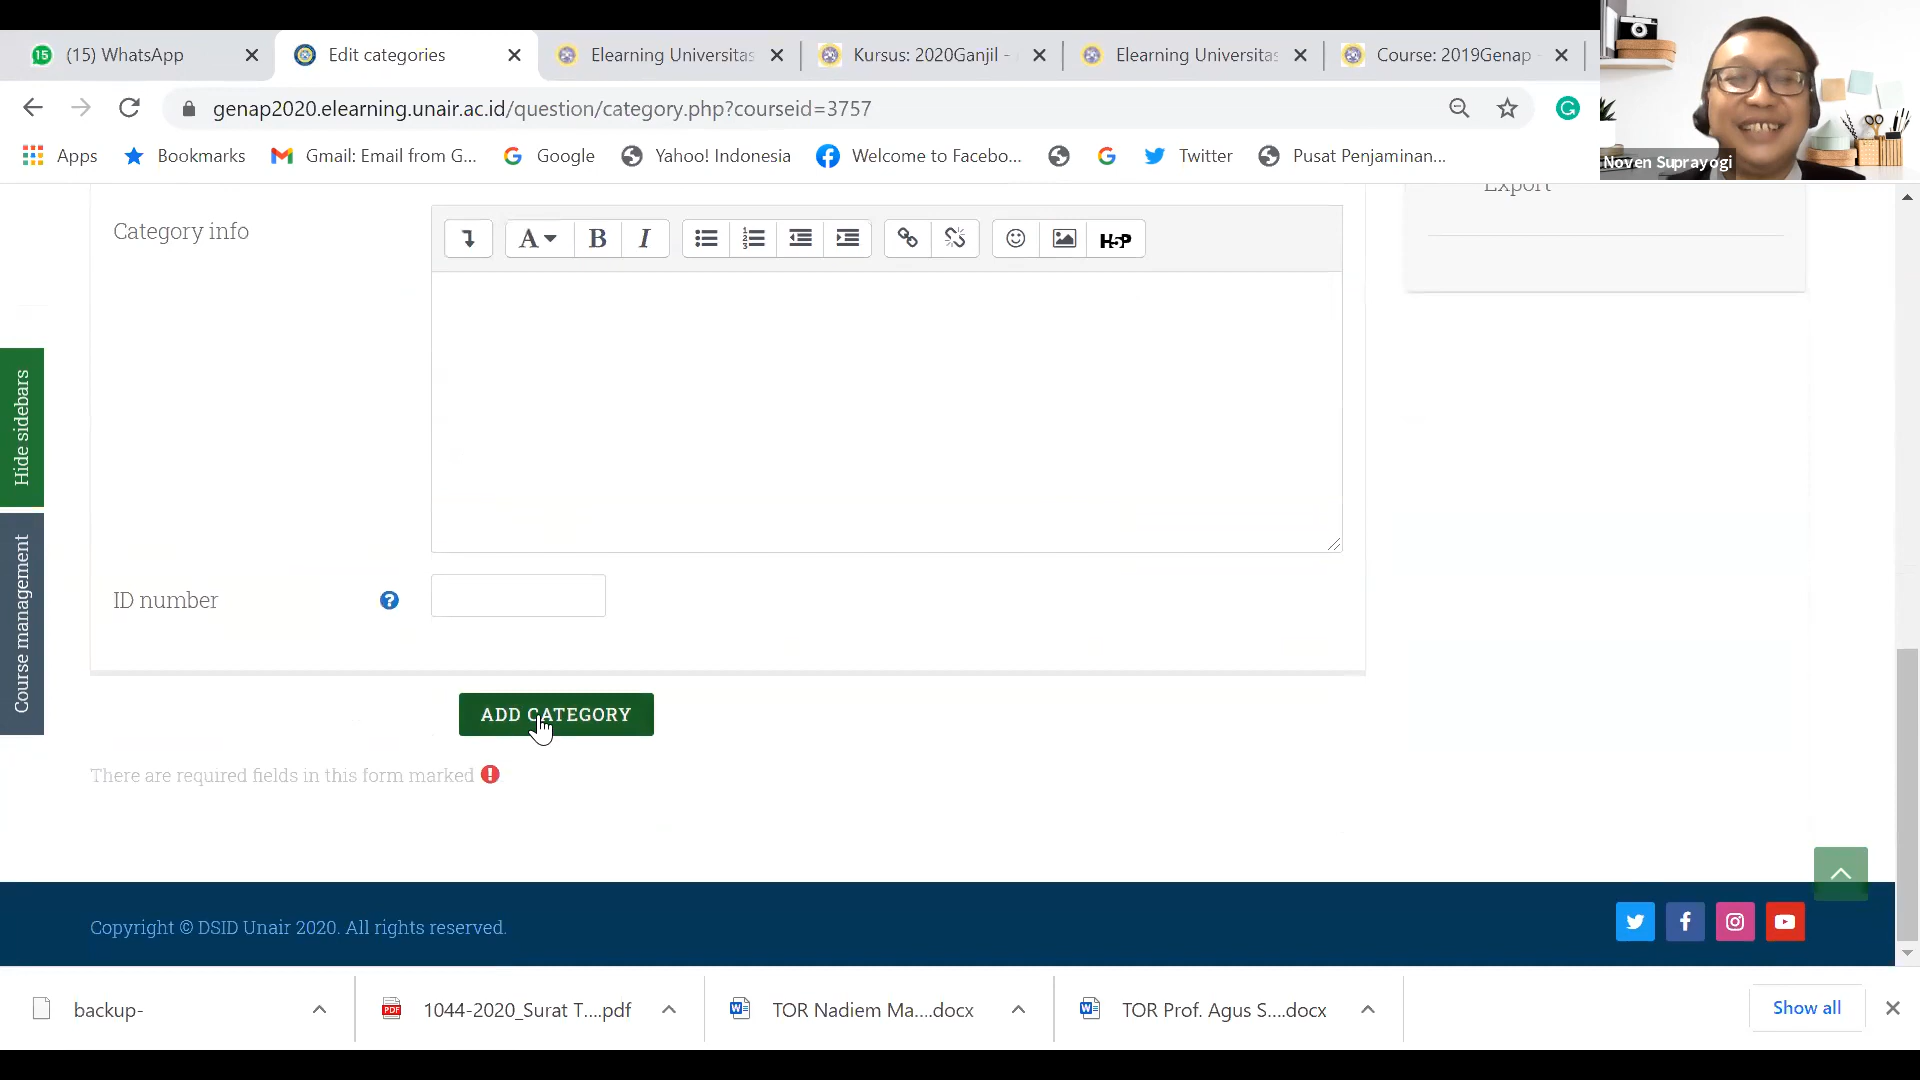 15 (15) WhatsApp
Edit categories
Elearning Universitas
Kursus: 2020Ganjil -
Elearning Universitas
Course: 2019Genap -
genap2020.elearning.unair.ac.id/question/category.php?courseid=3757
Apps
Bookmarks
Gmail: Email from G...
Google
Yahoo! Indonesia
Welcome to Facebo...
Twitter
Pusat Penjaminan...
Noven Suprayogi
Export
Category info
A B I H5P
Hide sidebars
Course management
ID number
ADD CATEGORY
There are required fields in this form marked
Copyright © DSID Unair 2020. All rights reserved.
backup-
PDF 1044-2020_Surat T....pdf
TOR Nadiem Ma....docx
TOR Prof. Agus S....docx
Show all